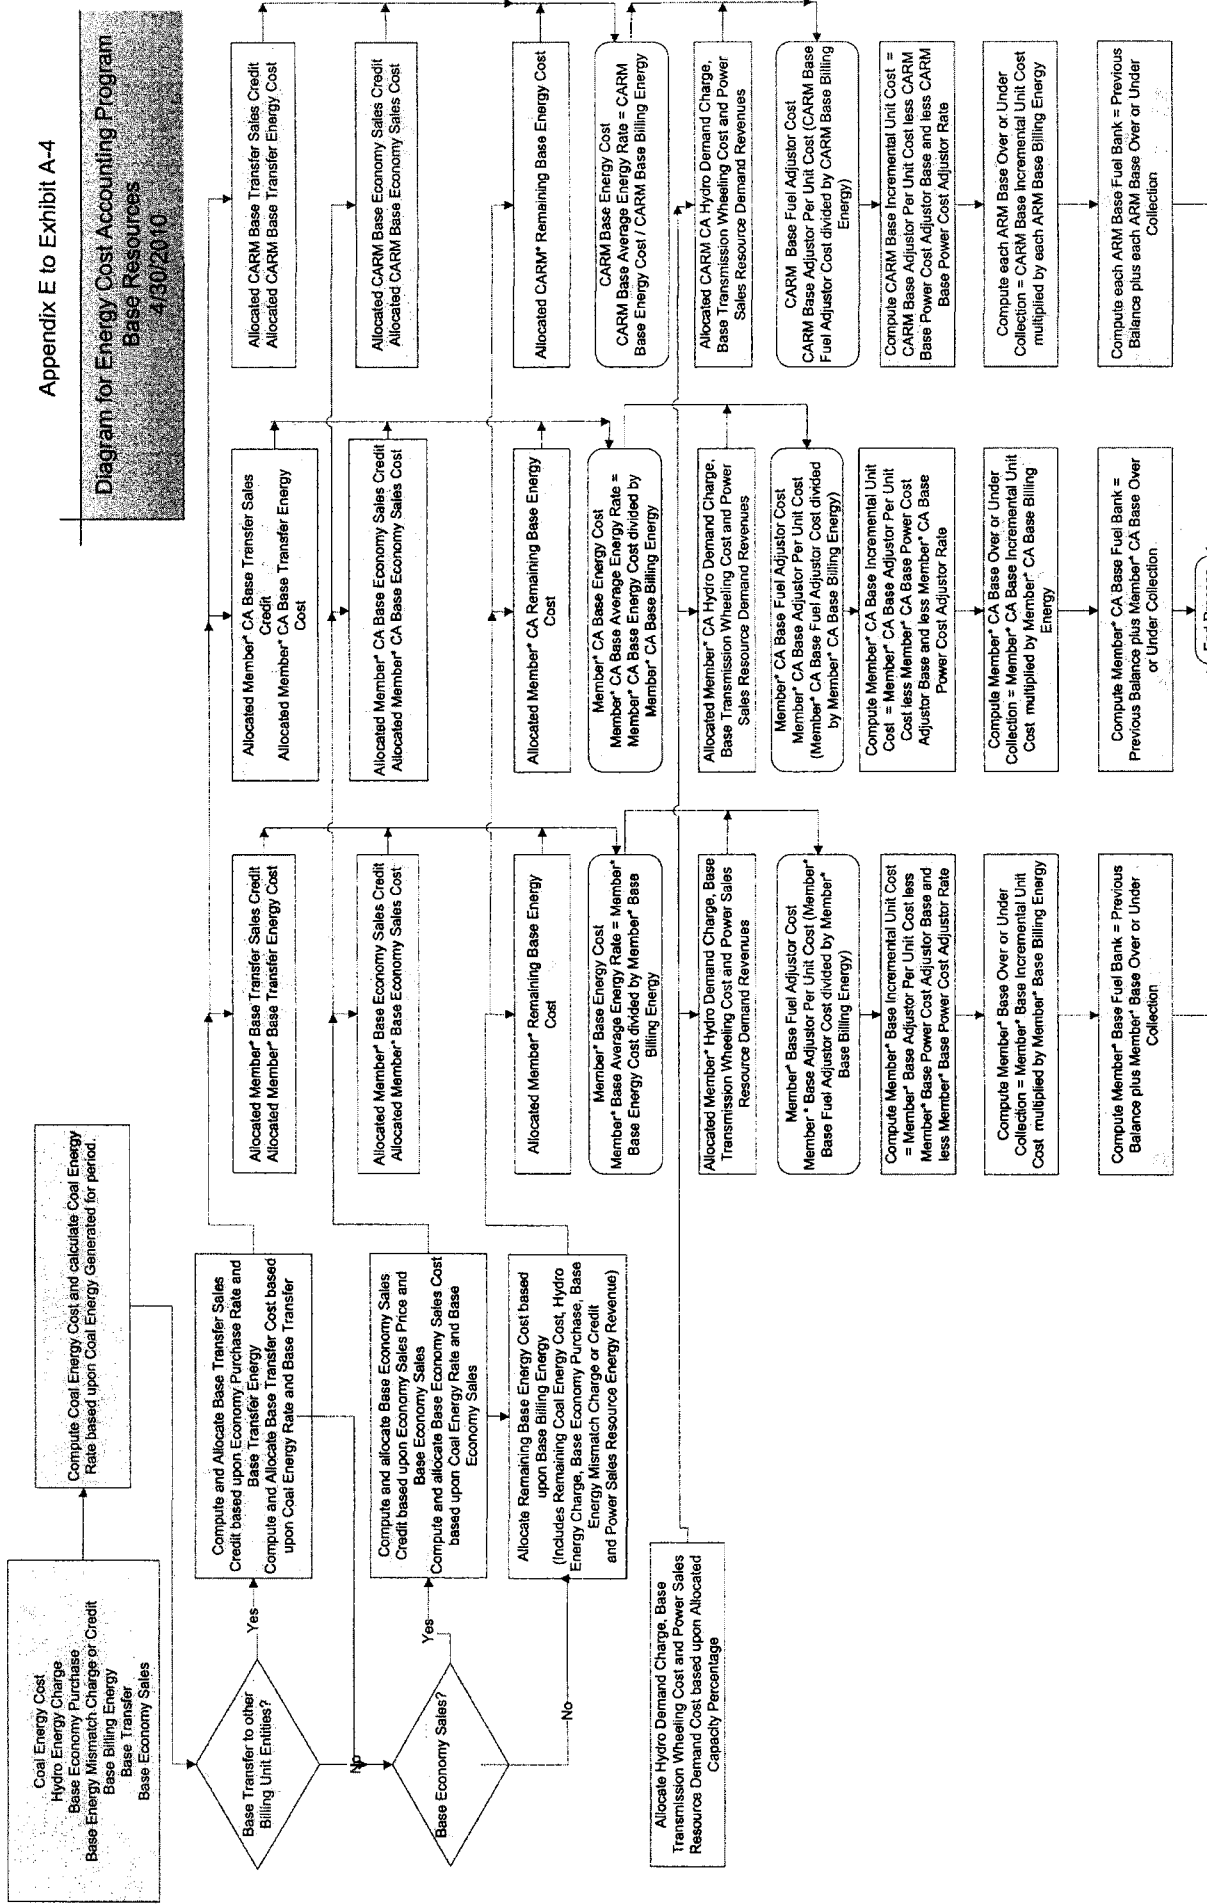 Appendix E to Exhibit A-4
Diagram for Energy Cost Accounting Program
Base Resources
4/30/2010
Coal Energy Cost
Hydro Energy Charge
Base Economy Purchase
Base Energy Mismatch Charge or Credit
Base Billing Energy
Base Transfer
Base Economy Sales
Compute Coal Energy Cost and calculate Coal Energy
Rate based upon Coal Energy Generated for period.
Base Transfer to other
Billing Unit Entities?
Yes
No
Compute and Allocate Base Transfer Sales
Credit based upon Economy Purchase Rate and
Base Transfer Energy
Compute and Allocate Base Transfer Cost based
upon Coal Energy Rate and Base Transfer
Base Economy Sales?
Yes
No
Compute and allocate Base Economy Sales
Credit based upon Economy Sales Price and
Base Economy Sales
Compute and allocate Base Economy Sales Cost
based upon Coal Energy Rate and Base
Economy Sales
Allocate Remaining Base Energy Cost based
upon Base Billing Energy
(Includes Remaining Coal Energy Cost, Hydro
Energy Charge, Base Economy Purchase, Base
Energy Mismatch Charge or Credit
and Power Sales Resource Energy Revenue)
Allocate Hydro Demand Charge, Base
Transmission Wheeling Cost and Power Sales
Resource Demand Cost based upon Allocated
Capacity Percentage
Allocated Member* Base Transfer Sales Credit
Allocated Member* Base Transfer Energy Cost
Allocated Member* Base Economy Sales Credit
Allocated Member* Base Economy Sales Cost
Allocated Member* Remaining Base Energy
Cost
Member* Base Energy Cost
Member* Base Average Energy Rate = Member*
Base Energy Cost divided by Member* Base
Billing Energy
Allocated Member* Hydro Demand Charge, Base
Transmission Wheeling Cost and Power Sales
Resource Demand Revenues
Member* Base Fuel Adjustor Cost
Member* Base Adjustor Per Unit Cost (Member*
Base Fuel Adjustor Cost divided by Member*
Base Billing Energy)
Compute Member* Base Incremental Unit Cost
= Member* Base Adjustor Per Unit Cost less
Member* Base Power Cost Adjustor Base and
less Member* Base Power Cost Adjustor Rate
Compute Member* Base Over or Under
Collection = Member* Base Incremental Unit
Cost multiplied by Member* Base Billing Energy
Compute Member* Base Fuel Bank = Previous
Balance plus Member* Base Over or Under
Collection
Allocated Member* CA Base Transfer Sales
Credit
Allocated Member* CA Base Transfer Energy
Cost
Allocated Member* CA Base Economy Sales Credit
Allocated Member* CA Base Economy Sales Cost
Allocated Member* CA Remaining Base Energy
Cost
Member* CA Base Energy Cost
Member* CA Base Average Energy Rate =
Member* CA Base Energy Cost divided by
Member* CA Base Billing Energy
Allocated Member* CA Hydro Demand Charge,
Base Transmission Wheeling Cost and Power
Sales Resource Demand Revenues
Member* CA Base Fuel Adjustor Cost
Member* CA Base Adjustor Per Unit Cost
(Member* CA Base Fuel Adjustor Cost divided
by Member* CA Base Billing Energy)
Compute Member* CA Base Incremental Unit
Cost = Member* CA Base Adjustor Per Unit
Cost less Member* CA Base Power Cost
Adjustor Base and less Member* CA Base
Power Cost Adjustor Rate
Compute Member* CA Base Over or Under
Collection = Member* CA Base Incremental Unit
Cost multiplied by Member* CA Base Billing
Energy
Compute Member* CA Base Fuel Bank =
Previous Balance plus Member* CA Base Over
or Under Collection
Allocated CARM Base Transfer Sales Credit
Allocated CARM Base Transfer Energy Cost
Allocated CARM Base Economy Sales Credit
Allocated CARM Base Economy Sales Cost
Allocated CARM* Remaining Base Energy Cost
CARM Base Energy Cost
CARM Base Average Energy Rate = CARM
Base Energy Cost / CARM Base Billing Energy
Allocated CARM CA Hydro Demand Charge,
Base Transmission Wheeling Cost and Power
Sales Resource Demand Revenues
CARM Base Fuel Adjustor Cost
CARM Base Adjustor Per Unit Cost (CARM Base
Fuel Adjustor Cost divided by CARM Base Billing
Energy)
Compute CARM Base Incremental Unit Cost =
CARM Base Adjustor Per Unit Cost less CARM
Base Power Cost Adjustor Base and less CARM
Base Power Cost Adjustor Rate
Compute each ARM Base Over or Under
Collection = CARM Base Incremental Unit Cost
multiplied by each ARM Base Billing Energy
Compute each ARM Base Fuel Bank = Previous
Balance plus each ARM Base Over or Under
Collection